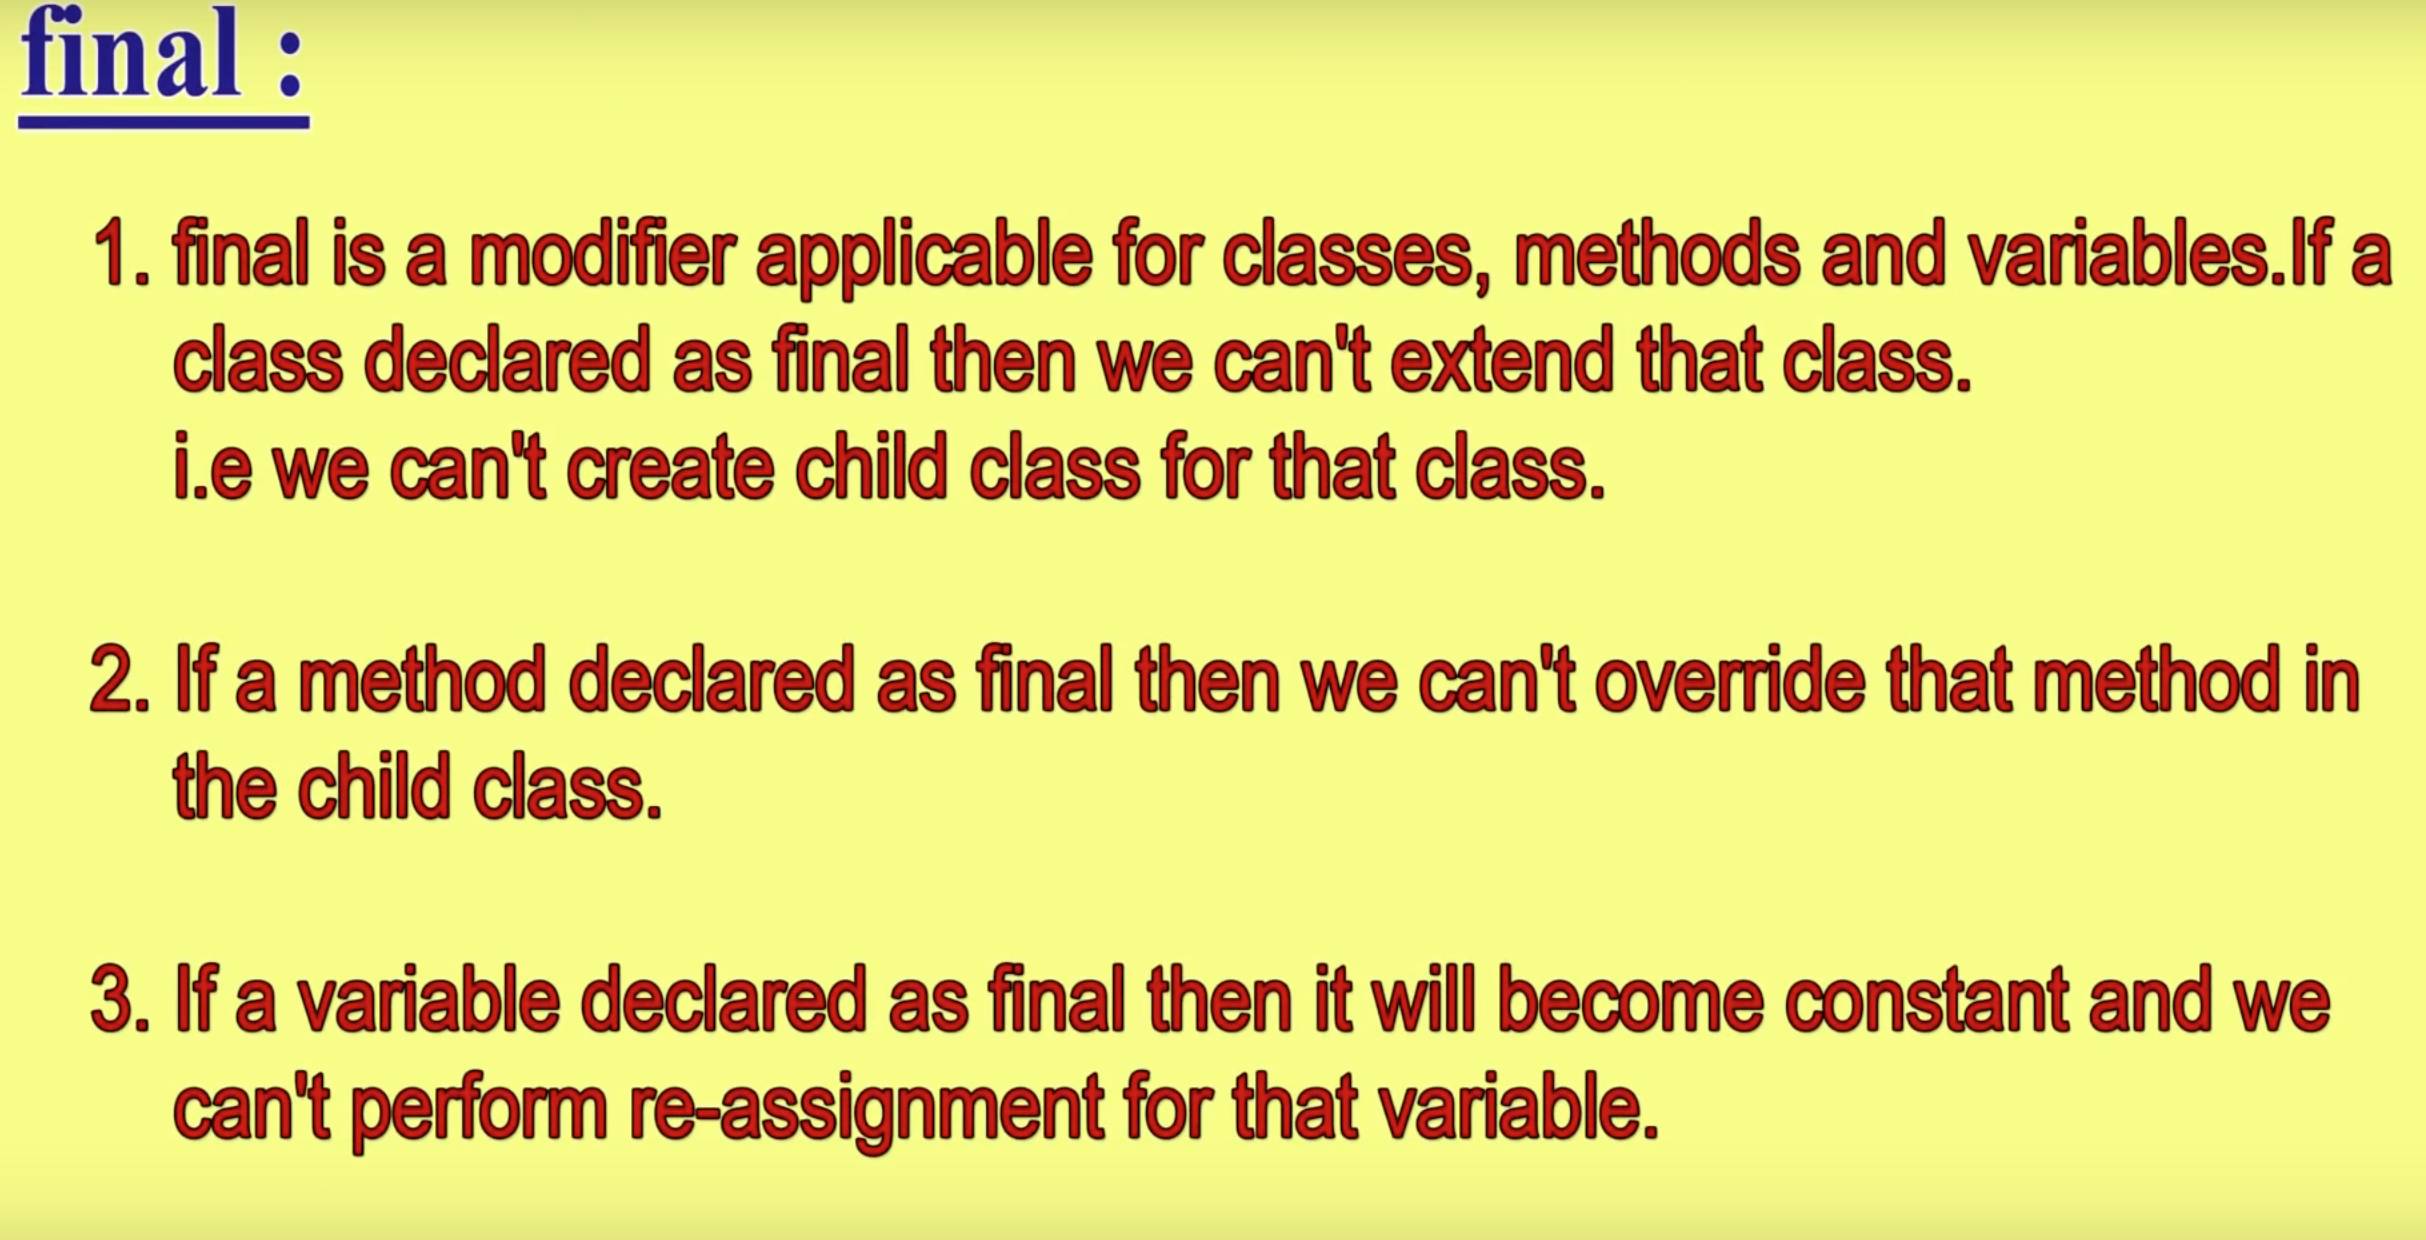 final :
1. final is a modifier applicable for classes, methods and variables.If a
class declared as final then we can't extend that class.
i.e we can't create child class for that class.
2. If a method declared as final then we can't override that method in
the child class.
3. If a variable declared as final then it will become constant and we
can't perform re-assignment for that variable.